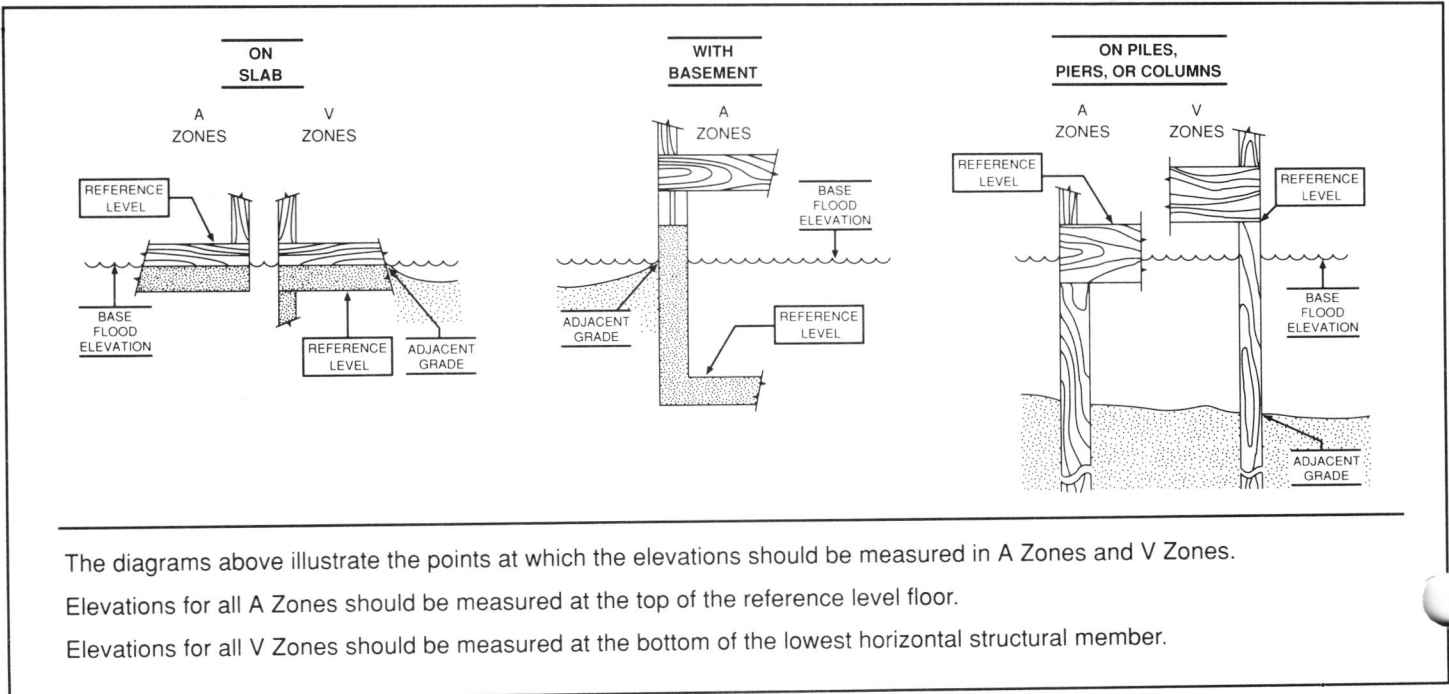 ON
SLAB
A
ZONES
V
ZONES
REFERENCE
LEVEL
BASE
FLOOD
ELEVATION
REFERENCE
LEVEL
ADJACENT
GRADE
WITH
BASEMENT
A
ZONES
BASE
FLOOD
ELEVATION
ADJACENT
GRADE
REFERENCE
LEVEL
ON PILES,
PIERS, OR COLUMNS
A
ZONES
V
ZONES
REFERENCE
LEVEL
REFERENCE
LEVEL
BASE
FLOOD
ELEVATION
ADJACENT
GRADE
The diagrams above illustrate the points at which the elevations should be measured in A Zones and V Zones.
Elevations for all A Zones should be measured at the top of the reference level floor.
Elevations for all V Zones should be measured at the bottom of the lowest horizontal structural member.